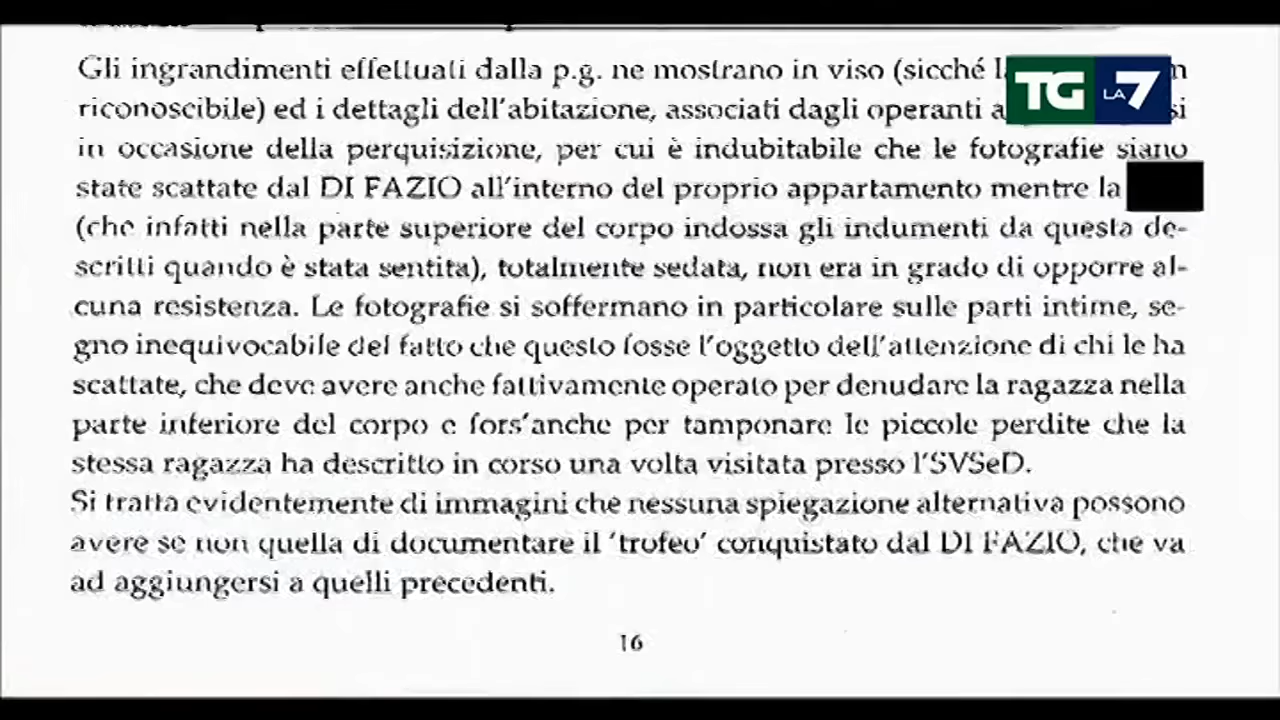 Gli ingrandimenti effettuati dalla p.g. ne mostrano in viso (sicché
riconoscibile) ed i dettagli dell'abitazione, associati dagli operanti
in occasione della perquisizione, per cui è indubitabile che le fotografie siano
state scattate dal DI FAZIO all'interno del proprio appartamento mentre la
(che infatti nella parte superiore del corpo indossa gli indumenti da questa de-
scritti quando è stata sentita), totalmente sedata, non era in grado di opporre al-
cuna resistenza. Le fotografie si soffermano in particolare sulle parti intime, se-
gno inequivocabile del fatto che questo fosse l'oggetto dell'attenzione di chi le ha
scattate, che deve avere anche fattivamente operato per denudare la ragazza nella
parte inferiore del corpo e fors'anche per tamponare le piccole perdite che la
stessa ragazza ha descritto in corso una volta visitata presso l'SVSeD.
Si tratta evidentemente di immagini che nessuna spiegazione alternativa possono
avere se non quella di documentare il 'trofeo' conquistato dal DI FAZIO, che va
ad aggiungersi a quelli precedenti.
16
TG LA7